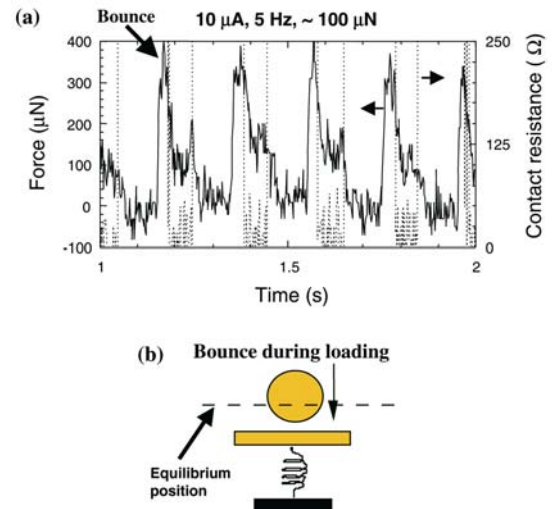 (a)
10 μA, 5 Hz, ~ 100 μN
Bounce
400
300
200
100
0
-100
Force (μN)
250
125
0
Contact resistance ( Ω)
1
1.5
2
Time (s)
(b)
Bounce during loading
Equilibrium
position